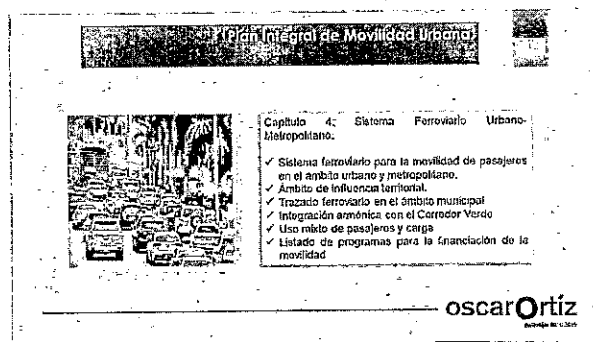 Plan Integral de Movilidad Urbana
Capítulo 4: Sistema Ferroviario Urbano-
Metropolitano:
✓ Sistema ferroviario para la movilidad de pasajeros
en el ámbito urbano y metropolitano.
✓ Ámbito de influencia territorial.
✓ Trazado ferroviario en el ámbito municipal
✓ Integración armónica con el Corredor Verde
✓ Uso mixto de pasajeros y carga
✓ Listado de programas para la financiación de la
movilidad
oscarOrtíz